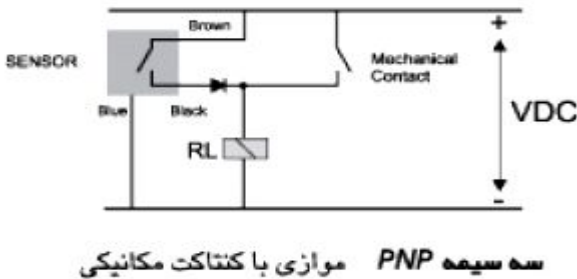 Brown
+
SENSOR
Mechanical
Contact
Blue
Black
VDC
RL
-
سه سیمه PNP موازی با کنتاکت مکانیکی